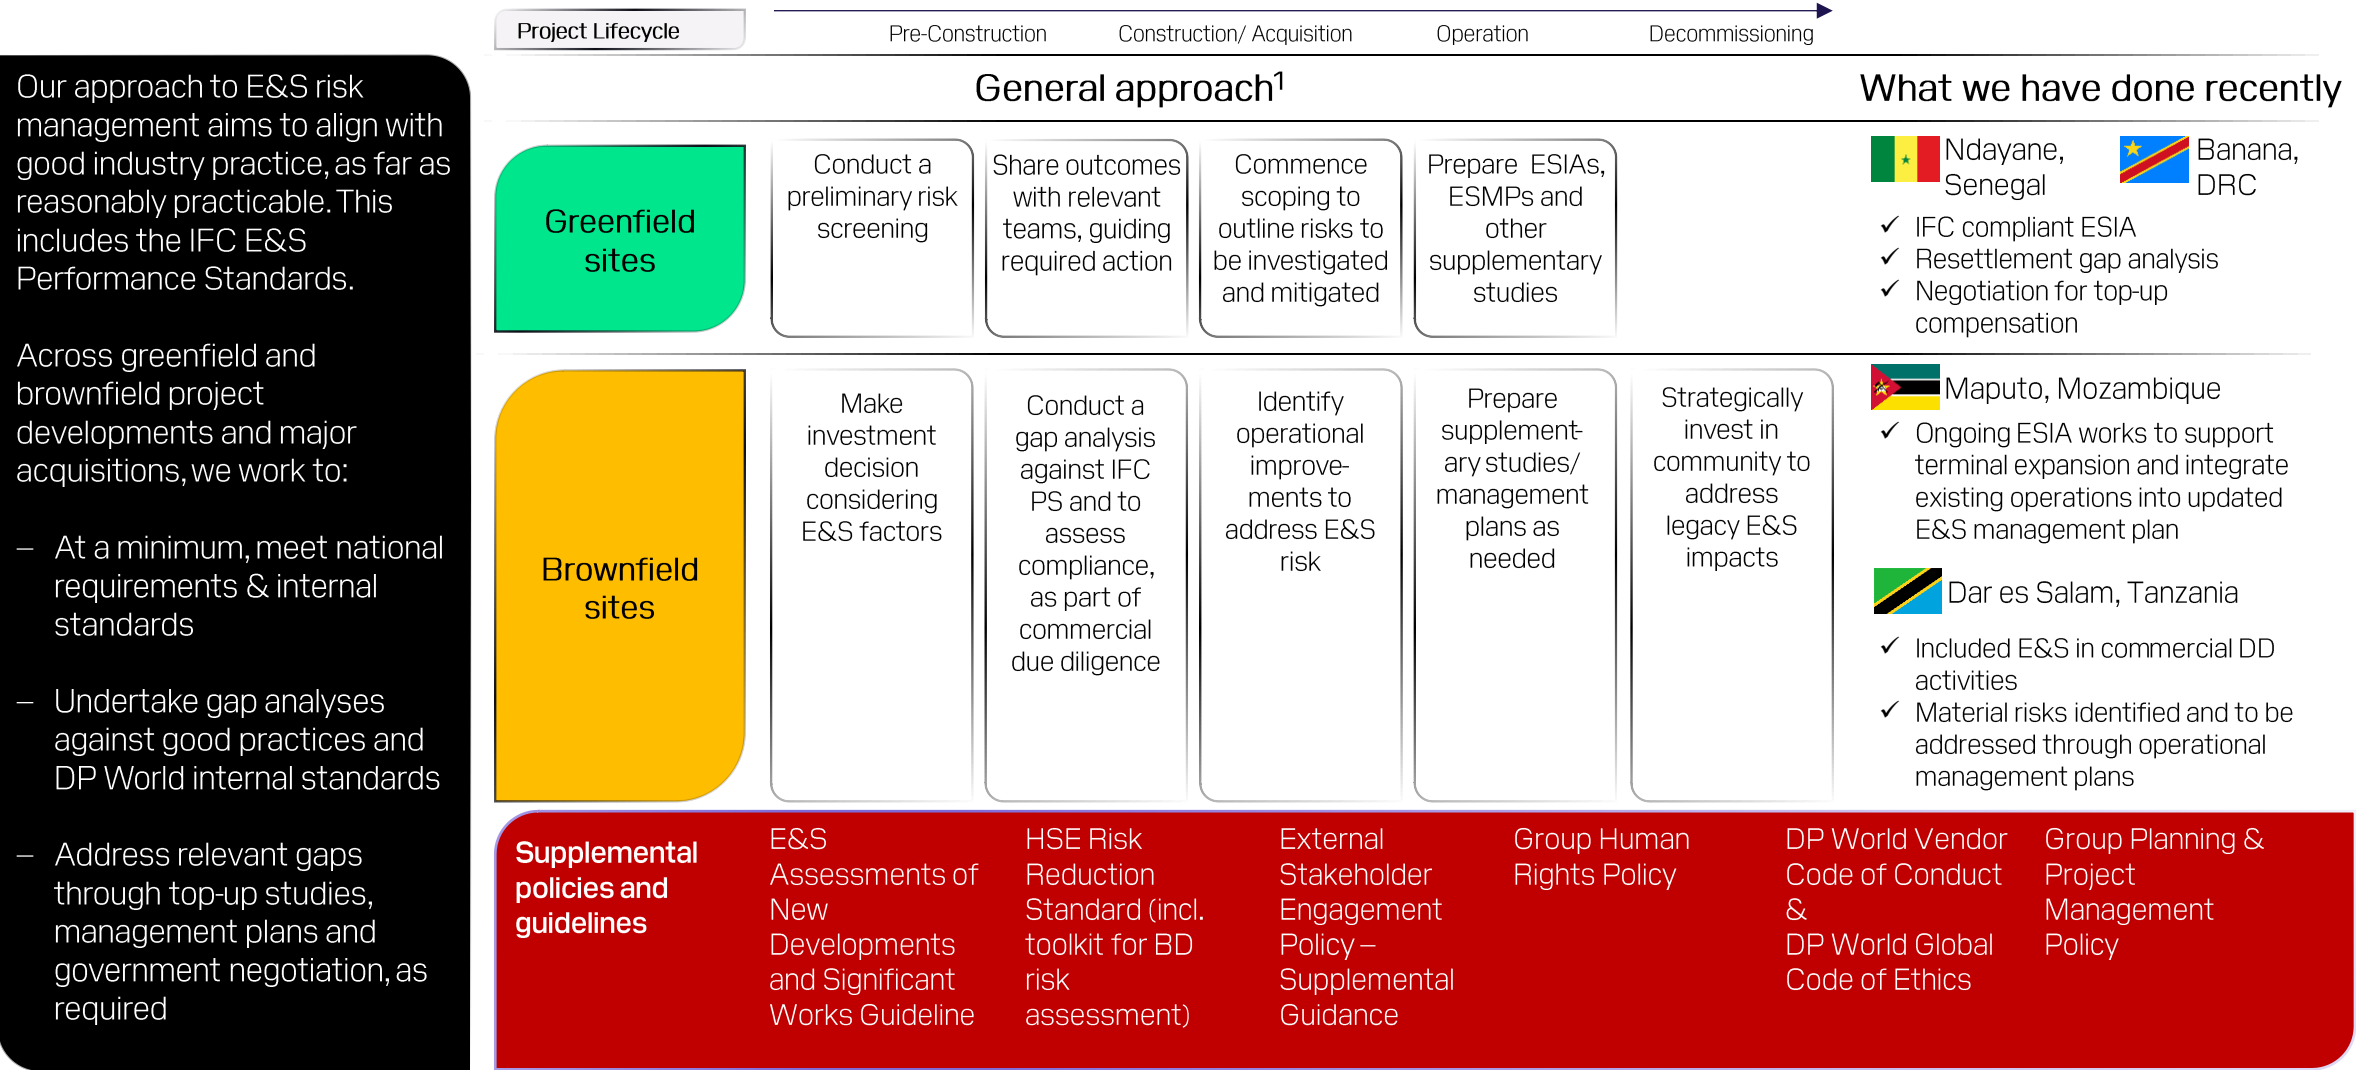 Project Lifecycle
Pre-Construction
Construction/ Acquisition
Operation
Decommissioning
Our approach to E&S risk
management aims to align with
good industry practice, as far as
reasonably practicable. This
includes the IFC E&S
Performance Standards.
Across greenfield and
brownfield project
developments and major
acquisitions, we work to:
– At a minimum, meet national
requirements & internal
standards
– Undertake gap analyses
against good practices and
DP World internal standards
– Address relevant gaps
through top-up studies,
management plans and
government negotiation, as
required
General approach¹
What we have done recently
Greenfield
sites
Conduct a
preliminary risk
screening
Share outcomes
with relevant
teams, guiding
required action
Commence
scoping to
outline risks to
be investigated
and mitigated
Prepare ESIAs,
ESMPs and
other
supplementary
studies
Ndayane,
Senegal
Banana,
DRC
✓ IFC compliant ESIA
✓ Resettlement gap analysis
✓ Negotiation for top-up
compensation
Brownfield
sites
Make
investment
decision
considering
E&S factors
Conduct a
gap analysis
against IFC
PS and to
assess
compliance,
as part of
commercial
due diligence
Identify
operational
improve-
ments to
address E&S
risk
Prepare
supplement-
ary studies/
management
plans as
needed
Strategically
invest in
community to
address
legacy E&S
impacts
Maputo, Mozambique
✓ Ongoing ESIA works to support
terminal expansion and integrate
existing operations into updated
E&S management plan
Dar es Salam, Tanzania
✓ Included E&S in commercial DD
activities
✓ Material risks identified and to be
addressed through operational
management plans
Supplemental
policies and
guidelines
E&S
Assessments of
New
Developments
and Significant
Works Guideline
HSE Risk
Reduction
Standard (incl.
toolkit for BD
risk
assessment)
External
Stakeholder
Engagement
Policy –
Supplemental
Guidance
Group Human
Rights Policy
DP World Vendor
Code of Conduct
&
DP World Global
Code of Ethics
Group Planning &
Project
Management
Policy